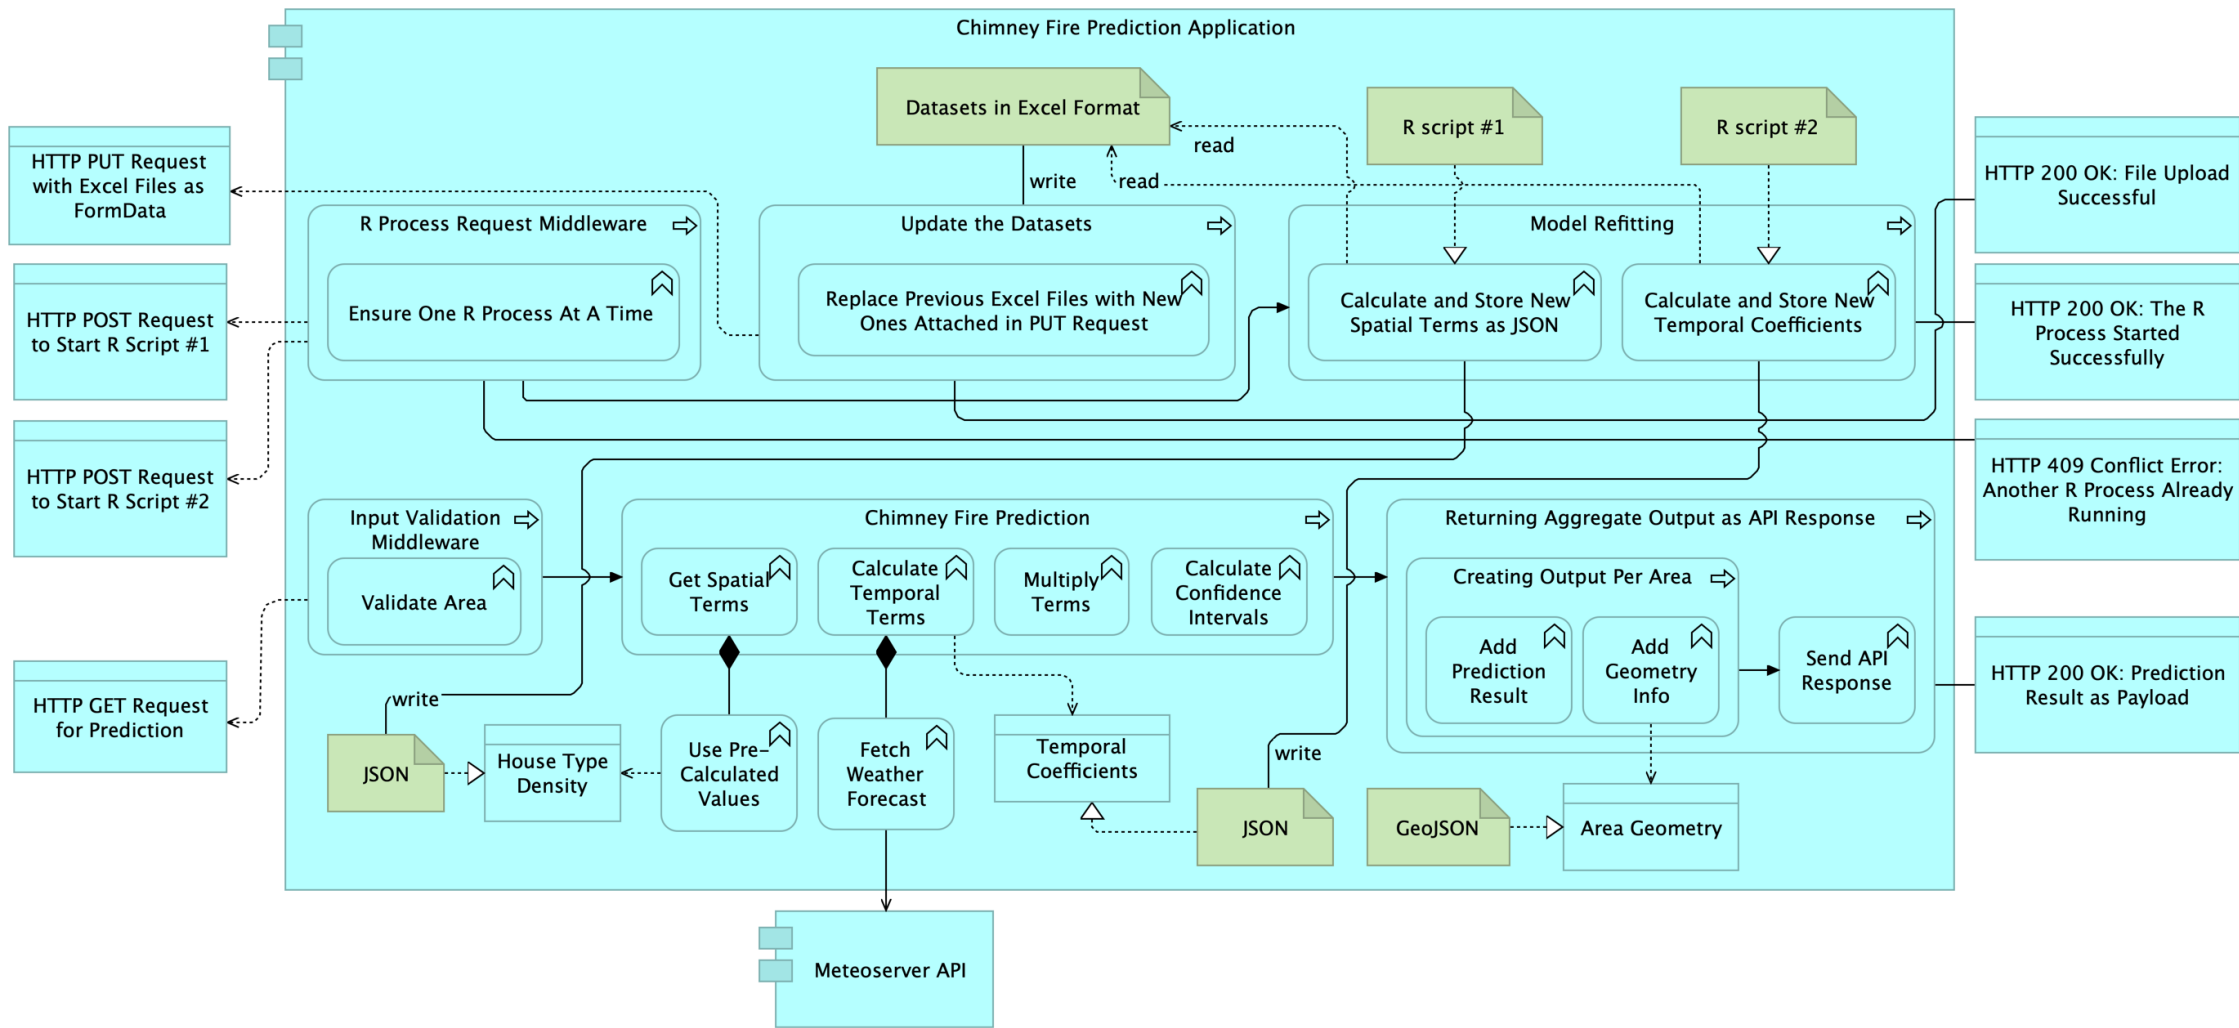 Chimney Fire Prediction Application
Datasets in Excel Format
R script #1
R script #2
read
write
read
HTTP PUT Request
with Excel Files as
FormData
HTTP POST Request
to Start R Script #1
HTTP POST Request
to Start R Script #2
HTTP GET Request
for Prediction
R Process Request Middleware
Ensure One R Process At A Time
Update the Datasets
Replace Previous Excel Files with New
Ones Attached in PUT Request
Model Refitting
Calculate and Store New
Spatial Terms as JSON
Calculate and Store New
Temporal Coefficients
HTTP 200 OK: File Upload
Successful
HTTP 200 OK: The R
Process Started
Successfully
HTTP 409 Conflict Error:
Another R Process Already
Running
HTTP 200 OK: Prediction
Result as Payload
Input Validation
Middleware
Validate Area
Chimney Fire Prediction
Get Spatial
Terms
Calculate
Temporal
Terms
Multiply
Terms
Calculate
Confidence
Intervals
Returning Aggregate Output as API Response
Creating Output Per Area
Add
Prediction
Result
Add
Geometry
Info
Send API
Response
write
JSON
House Type
Density
Use Pre-
Calculated
Values
Fetch
Weather
Forecast
Temporal
Coefficients
write
JSON
GeoJSON
Area Geometry
Meteoserver API